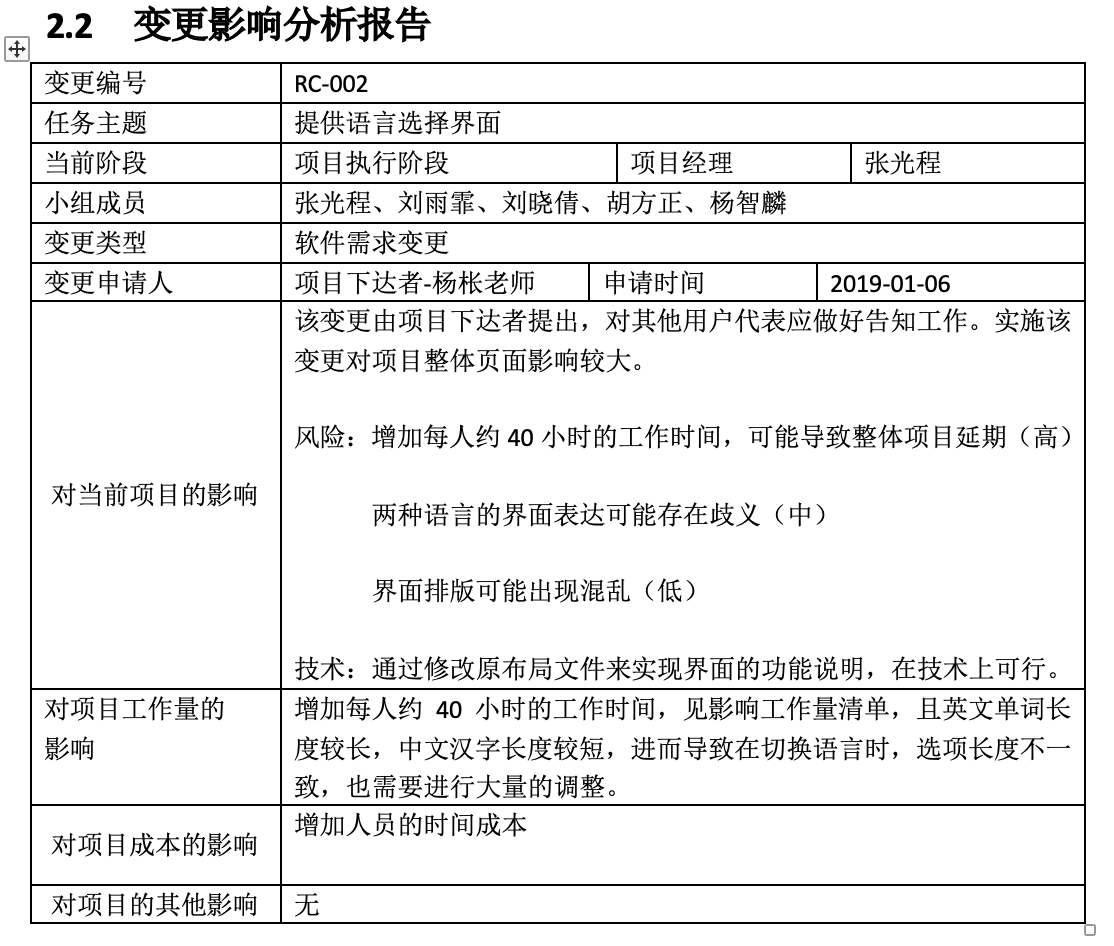 2.2 变更影响分析报告
变更编号 RC-002
任务主题 提供语言选择界面
当前阶段 项目执行阶段 项目经理 张光程
小组成员 张光程、刘雨霏、刘晓倩、胡方正、杨智麟
变更类型 软件需求变更
变更申请人 项目下达者-杨枨老师 申请时间 2019-01-06
该变更由项目下达者提出，对其他用户代表应做好告知工作。实施该
变更对项目整体页面影响较大。
风险：增加每人约 40 小时的工作时间，可能导致整体项目延期（高）
对当前项目的影响
两种语言的界面表达可能存在歧义（中）
界面排版可能出现混乱（低）
技术：通过修改原布局文件来实现界面的功能说明，在技术上可行。
对项目工作量的
影响
增加每人约 40 小时的工作时间，见影响工作量清单，且英文单词长
度较长，中文汉字长度较短，进而导致在切换语言时，选项长度不一
致，也需要进行大量的调整。
对项目成本的影响
增加人员的时间成本
对项目的其他影响 无